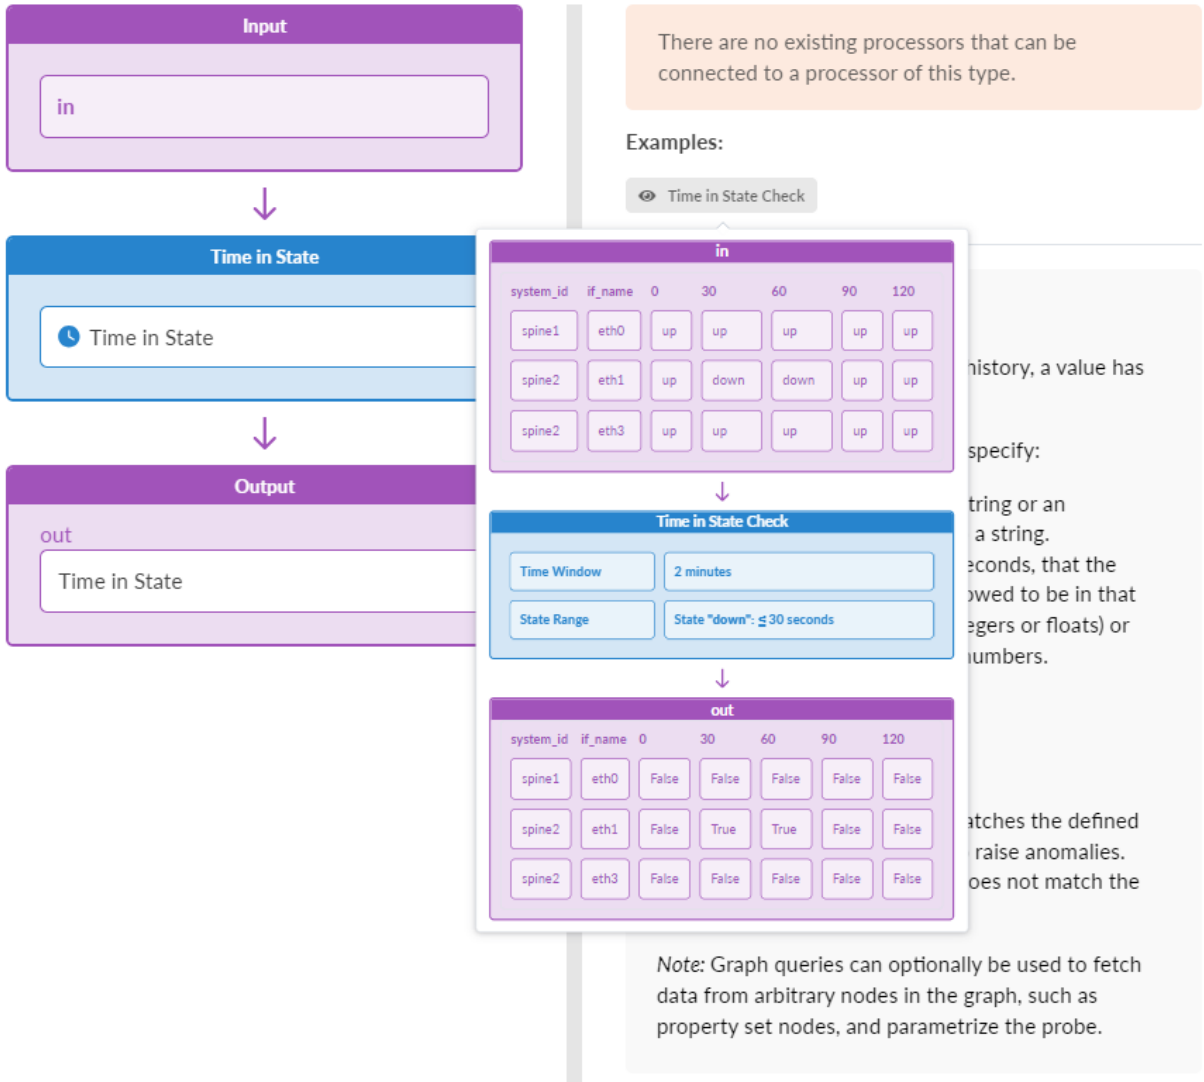 Input
in
Time in State
Time in State
Output
out
Time in State
There are no existing processors that can be
connected to a processor of this type.
Examples:
Time in State Check
in
system_id if_name 0 30 60 90 120
spine1 eth0 up up up up up
spine2 eth1 up down down up up
spine2 eth3 up up up up up
Time in State Check
Time Window 2 minutes
State Range State "down": ≤ 30 seconds
out
system_id if_name 0 30 60 90 120
spine1 eth0 False False False False False
spine2 eth1 False True True False False
spine2 eth3 False False False False False
history, a value has
specify:
tring or an
a string.
econds, that the
owed to be in that
egers or floats) or
numbers.
atches the defined
raise anomalies.
oes not match the
Note: Graph queries can optionally be used to fetch
data from arbitrary nodes in the graph, such as
property set nodes, and parametrize the probe.